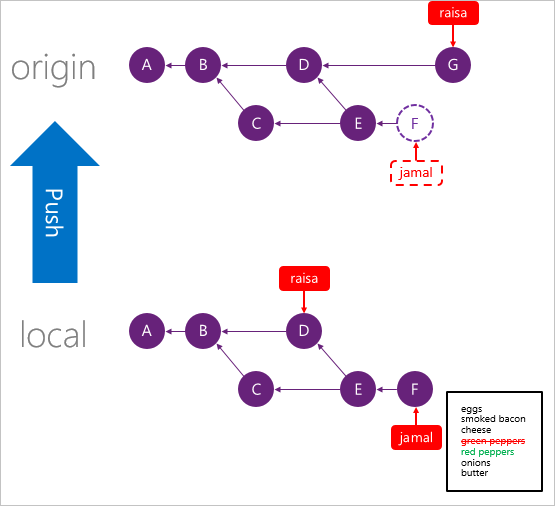 raisa
origin
A B D G
C E F
jamal
Push
raisa
local
A B D
C E F
jamal
eggs
smoked bacon
cheese
green peppers
red peppers
onions
butter